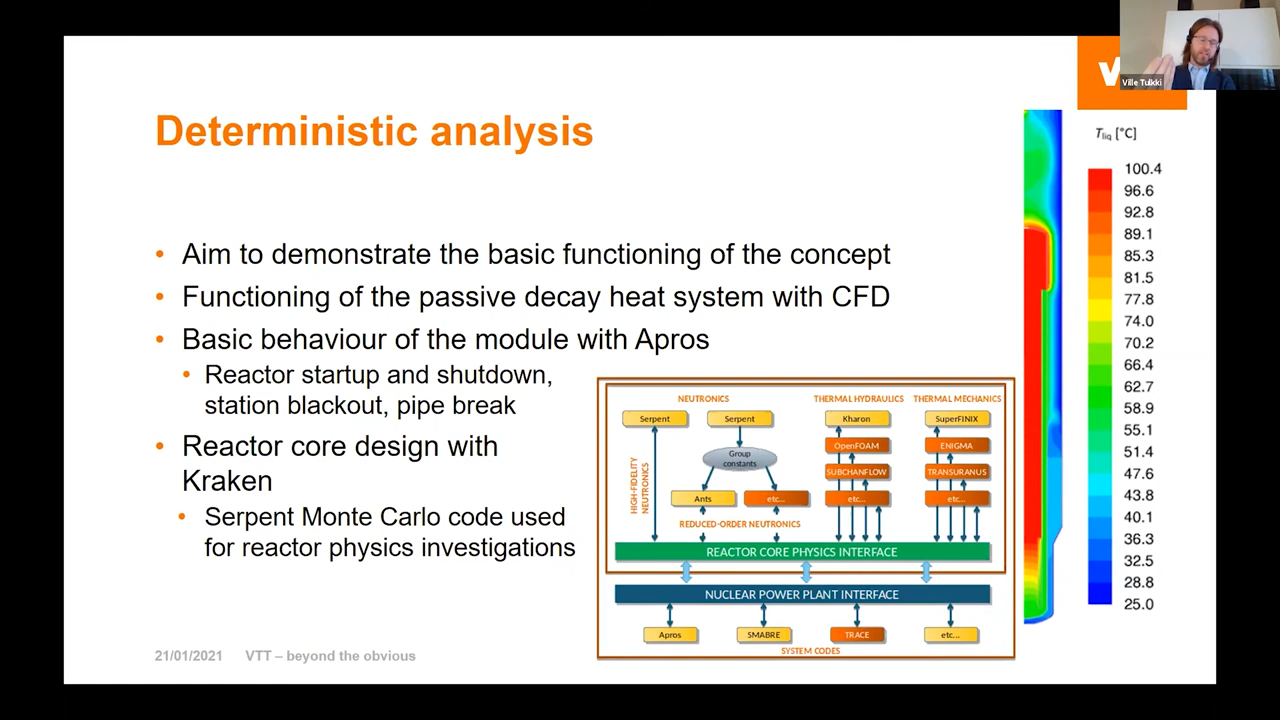 Ville Tulkki
Deterministic analysis
• Aim to demonstrate the basic functioning of the concept
• Functioning of the passive decay heat system with CFD
• Basic behaviour of the module with Apros
• Reactor startup and shutdown,
station blackout, pipe break
• Reactor core design with
Kraken
• Serpent Monte Carlo code used
for reactor physics investigations
NEUTRONICS
THERMAL HYDRAULICS
THERMAL MECHANICS
Serpent
Serpent
Kharon
SuperFINIX
OpenFOAM
ENIGMA
Group
constants
SUBCHANFLOW
TRANSURANUS
HIGH-FIDELITY
NEUTRONICS
Ants
etc...
etc...
etc...
REDUCED-ORDER NEUTRONICS
REACTOR CORE PHYSICS INTERFACE
NUCLEAR POWER PLANT INTERFACE
Apros
SMABRE
TRACE
etc...
SYSTEM CODES
Tliq [°C]
100.4
96.6
92.8
89.1
85.3
81.5
77.8
74.0
70.2
66.4
62.7
58.9
55.1
51.4
47.6
43.8
40.1
36.3
32.5
28.8
25.0
21/01/2021 VTT – beyond the obvious